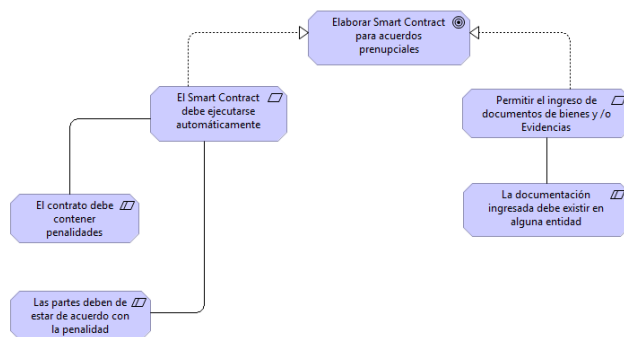 Elaborar Smart Contract
para acuerdos
prenupciales
El Smart Contract
debe ejecutarse
automáticamente
Permitir el ingreso de
documentos de bienes y /o
Evidencias
El contrato debe
contener
penalidades
La documentación
ingresada debe existir en
alguna entidad
Las partes deben de
estar de acuerdo con
la penalidad